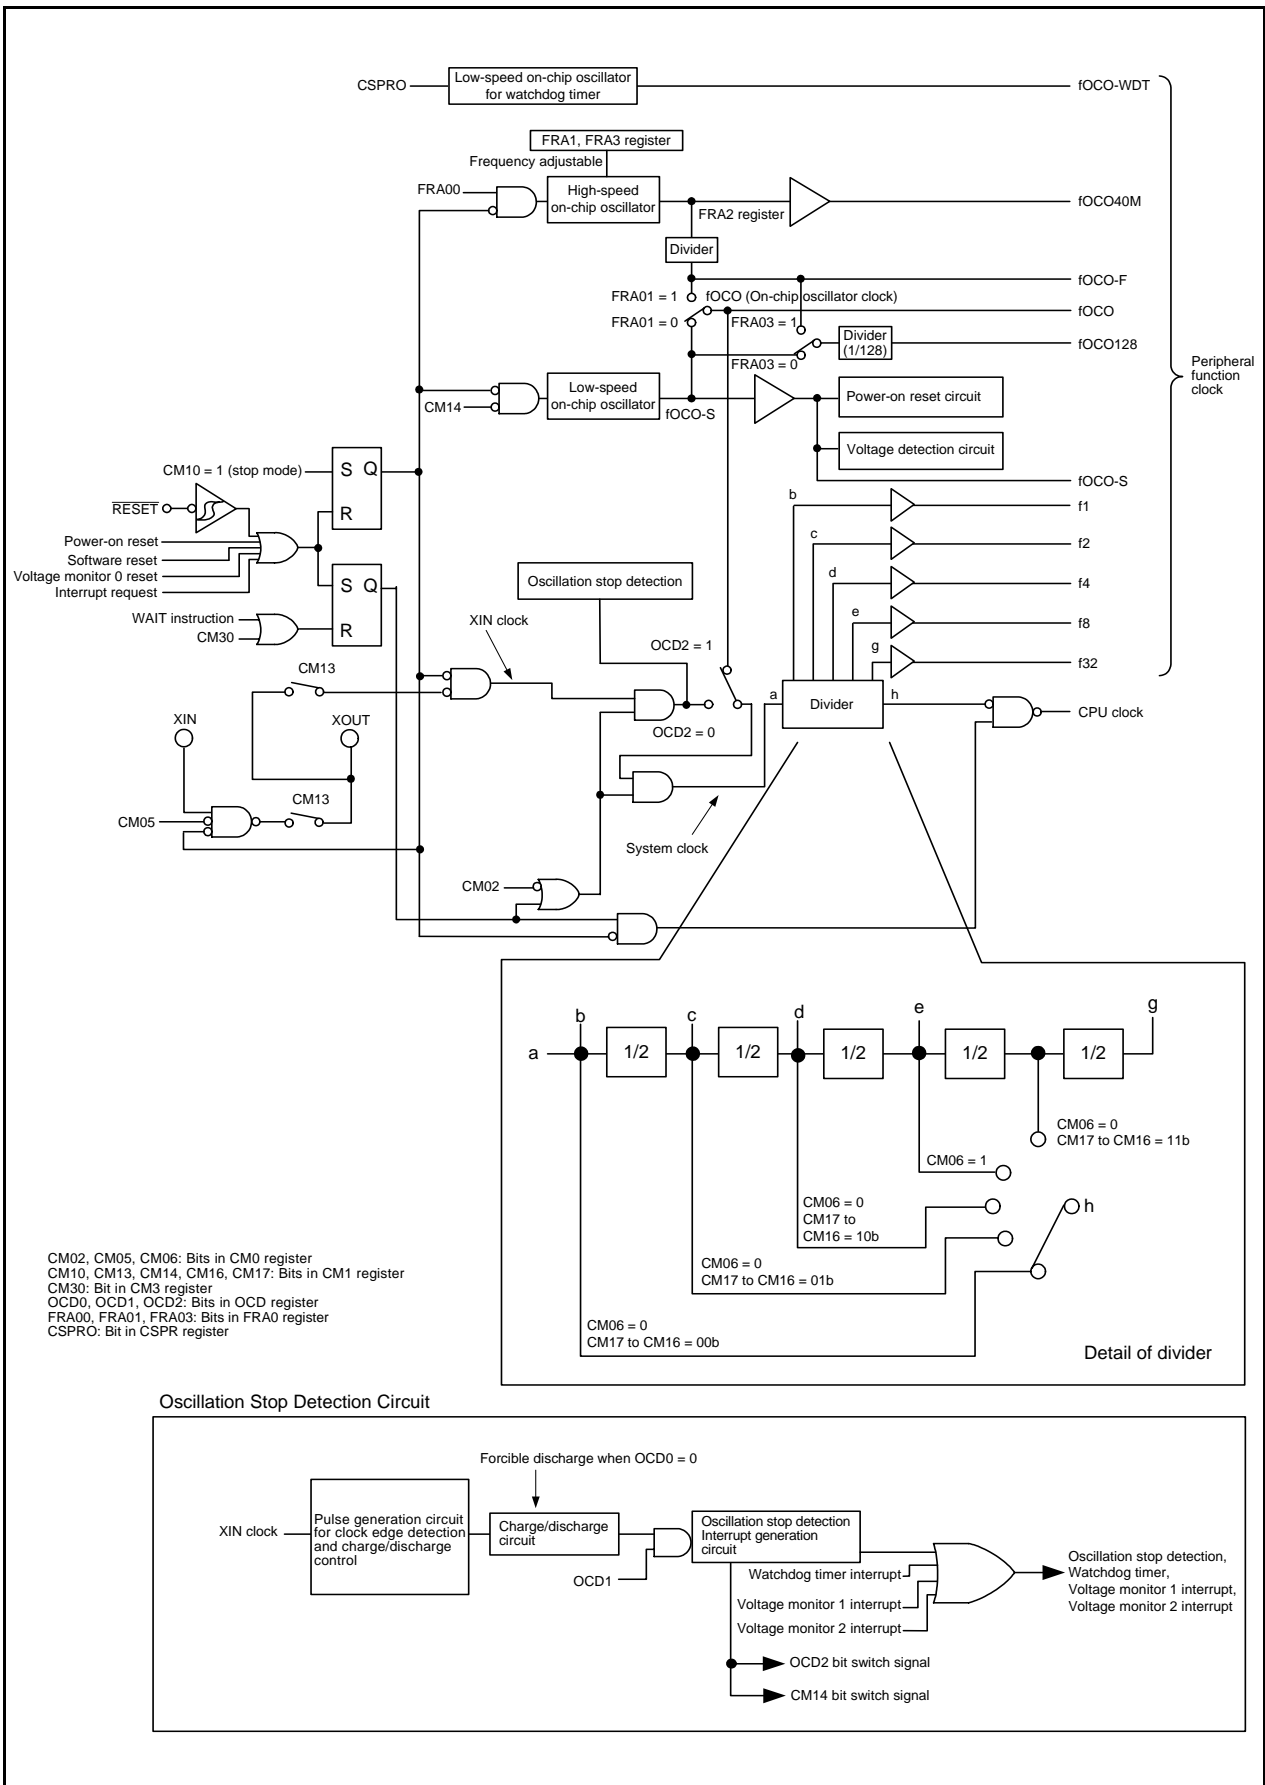 CSPRO
Low-speed on-chip oscillator
for watchdog timer
fOCO-WDT
FRA1, FRA3 register
Frequency adjustable
FRA00
High-speed
on-chip oscillator
FRA2 register
fOCO40M
Divider
fOCO-F
FRA01 = 1
fOCO (On-chip oscillator clock)
fOCO
FRA01 = 0
FRA03 = 1
Divider
(1/128)
fOCO128
FRA03 = 0
Peripheral
function
clock
CM14
Low-speed
on-chip oscillator
fOCO-S
Power-on reset circuit
Voltage detection circuit
fOCO-S
CM10 = 1 (stop mode)
S Q
R
RESET
Power-on reset
Software reset
Voltage monitor 0 reset
Interrupt request
S Q
R
WAIT instruction
CM30
b
f1
c
f2
d
f4
e
f8
g
f32
Oscillation stop detection
XIN clock
OCD2 = 1
OCD2 = 0
CM13
a
Divider
h
CPU clock
XIN
XOUT
CM13
CM05
System clock
CM02
a
b
1/2
c
1/2
d
1/2
e
1/2
1/2
g
CM06 = 0
CM17 to CM16 = 11b
CM06 = 1
CM06 = 0
CM17 to
CM16 = 10b
h
CM06 = 0
CM17 to CM16 = 01b
CM06 = 0
CM17 to CM16 = 00b
Detail of divider
CM02, CM05, CM06: Bits in CM0 register
CM10, CM13, CM14, CM16, CM17: Bits in CM1 register
CM30: Bit in CM3 register
OCD0, OCD1, OCD2: Bits in OCD register
FRA00, FRA01, FRA03: Bits in FRA0 register
CSPRO: Bit in CSPR register
Oscillation Stop Detection Circuit
Forcible discharge when OCD0 = 0
XIN clock
Pulse generation circuit
for clock edge detection
and charge/discharge
control
Charge/discharge
circuit
OCD1
Oscillation stop detection
Interrupt generation
circuit
Watchdog timer interrupt
Voltage monitor 1 interrupt
Voltage monitor 2 interrupt
Oscillation stop detection,
Watchdog timer,
Voltage monitor 1 interrupt,
Voltage monitor 2 interrupt
OCD2 bit switch signal
CM14 bit switch signal